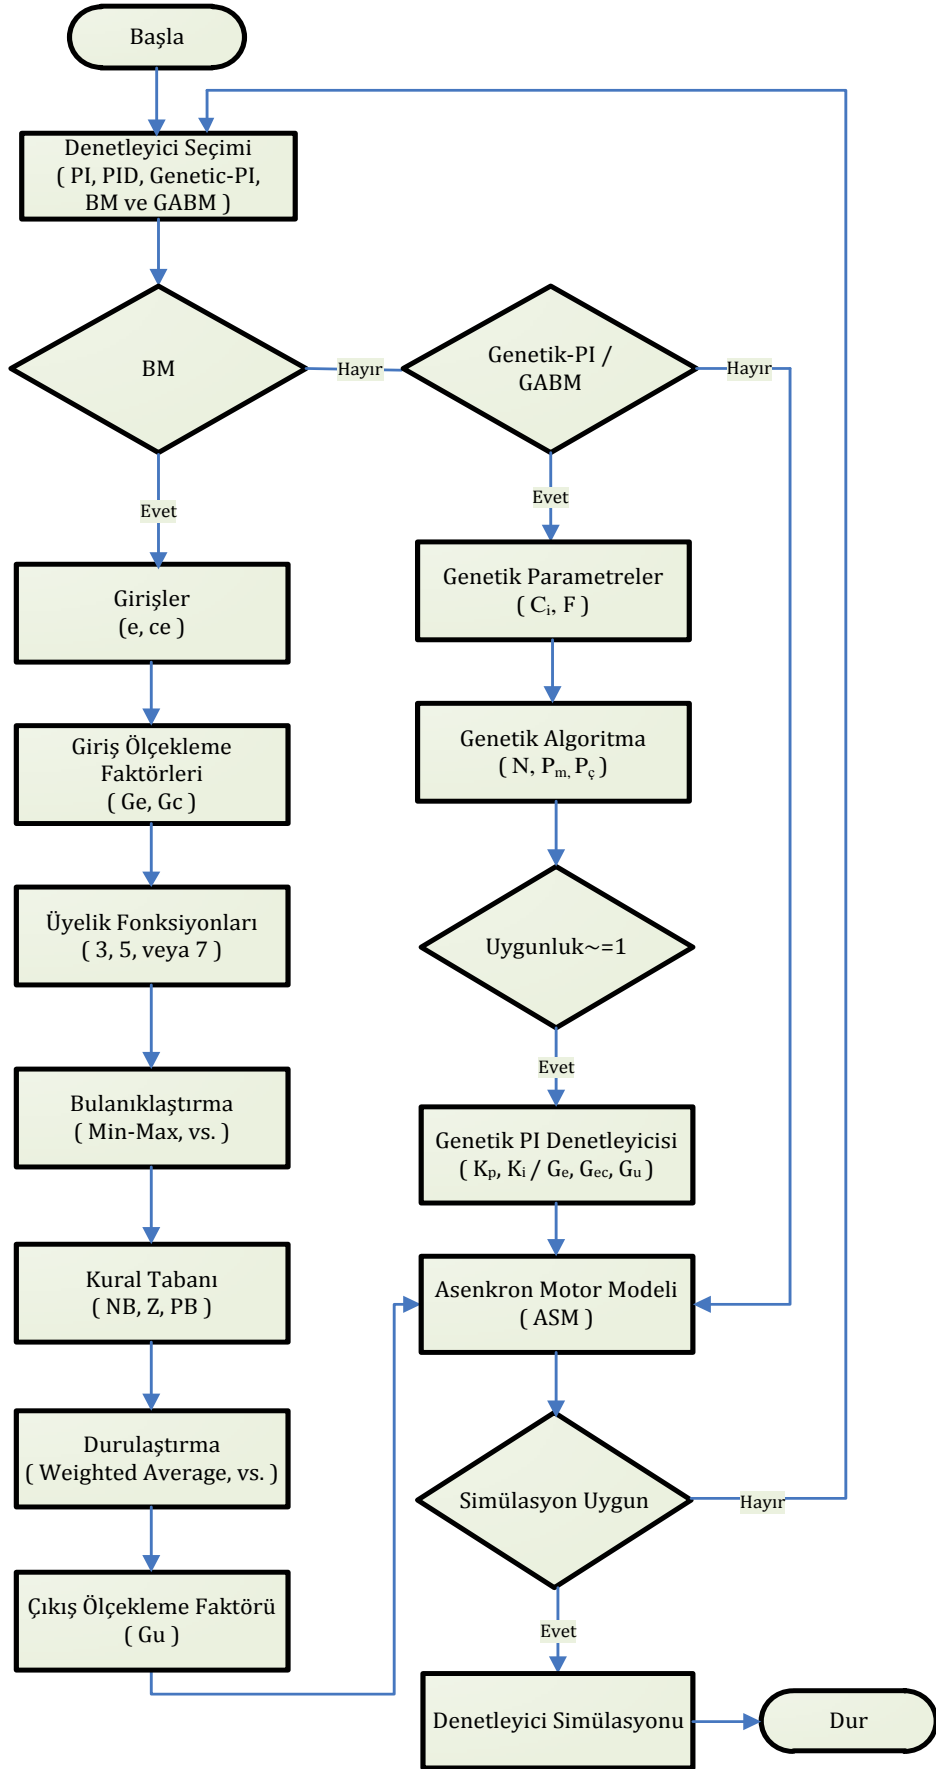 Başla
Denetleyici Seçimi
( PI, PID, Genetic-PI,
BM ve GABM )
BM
Hayır
Genetik-PI /
GABM
Hayır
Evet
Girişler
(e, ce )
Giriş Ölçekleme
Faktörleri
( Ge, Gc )
Üyelik Fonksiyonları
( 3, 5, veya 7 )
Bulanıklaştırma
( Min-Max, vs. )
Kural Tabanı
( NB, Z, PB )
Durulaştırma
( Weighted Average, vs. )
Çıkış Ölçekleme Faktörü
( Gu )
Evet
Genetik Parametreler
( Ci, F )
Genetik Algoritma
( N, Pm, Pç )
Uygunluk~=1
Evet
Genetik PI Denetleyicisi
( Kp, Ki / Ge, Gec, Gu )
Asenkron Motor Modeli
( ASM )
Simülasyon Uygun
Hayır
Evet
Denetleyici Simülasyonu
Dur